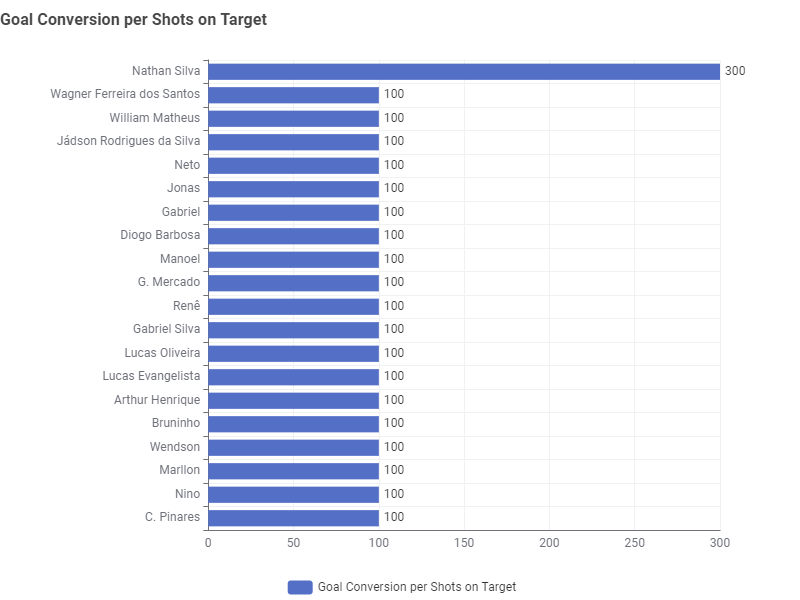 Goal Conversion per Shots on Target
Nathan Silva 300
Wagner Ferreira dos Santos 100
William Matheus 100
Jádson Rodrigues da Silva 100
Neto 100
Jonas 100
Gabriel 100
Diogo Barbosa 100
Manoel 100
G. Mercado 100
Renê 100
Gabriel Silva 100
Lucas Oliveira 100
Lucas Evangelista 100
Arthur Henrique 100
Bruninho 100
Wendson 100
Marllon 100
Nino 100
C. Pinares 100
0 50 100 150 200 250 300
Goal Conversion per Shots on Target